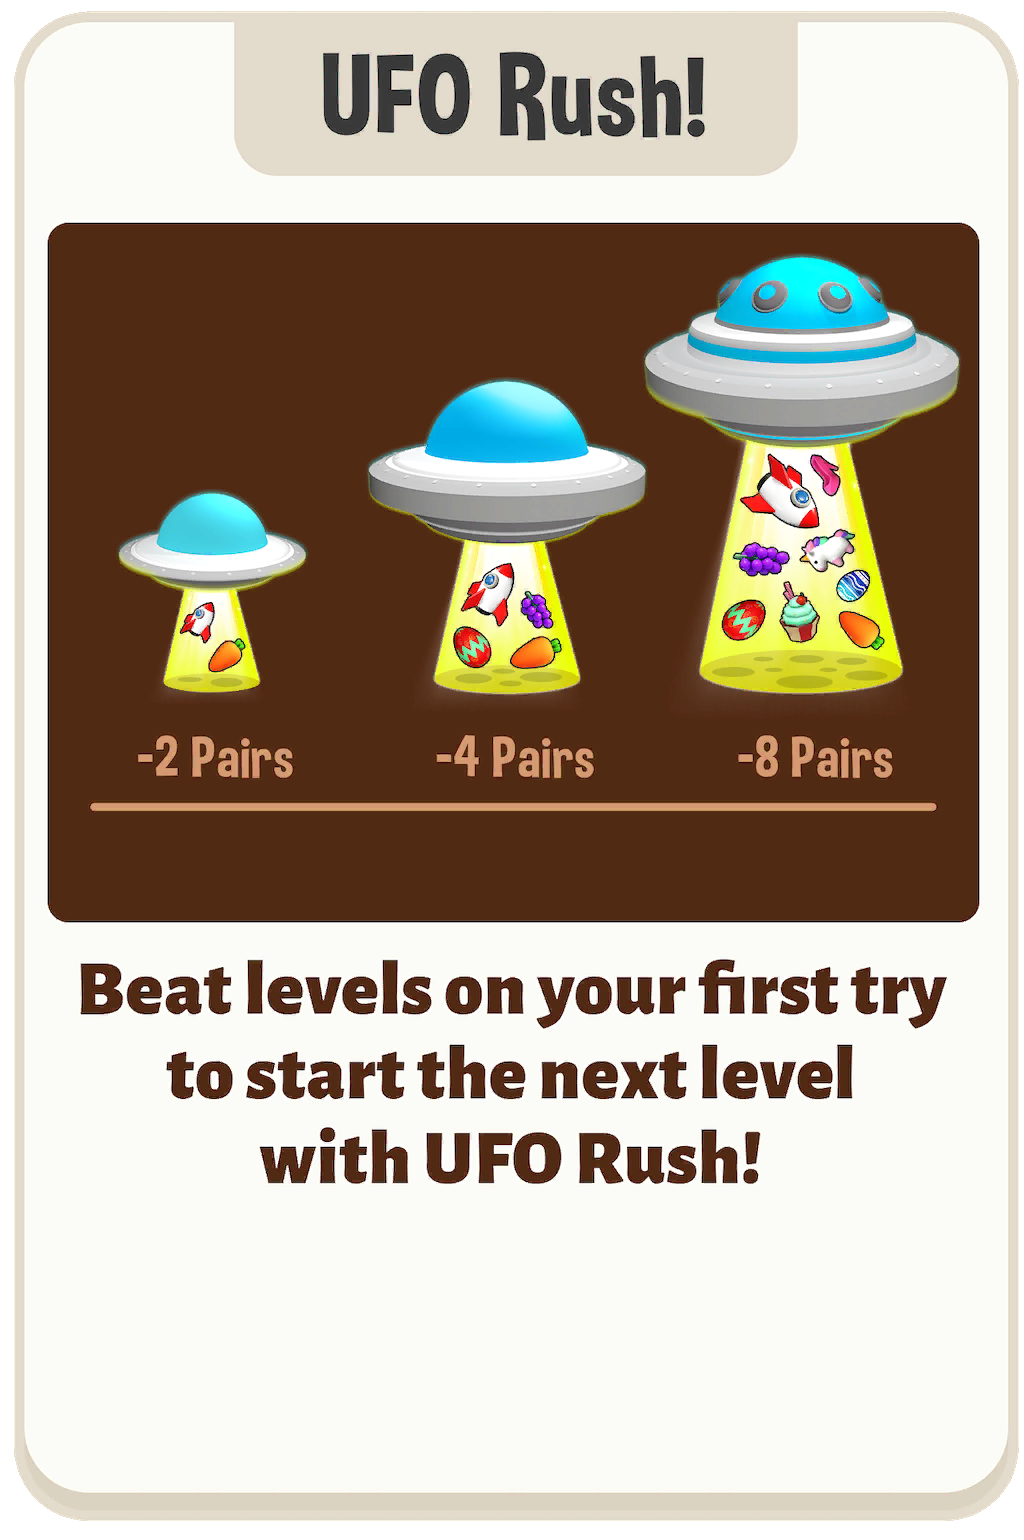 UFO Rush!
-2 Pairs
-4 Pairs
-8 Pairs
Beat levels on your first try
to start the next level
with UFO Rush!